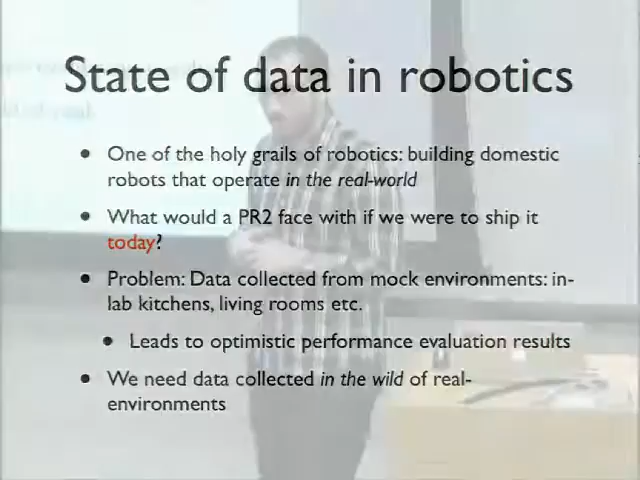 State of data in robotics
• One of the holy grails of robotics: building domestic
robots that operate in the real-world
• What would a PR2 face with if we were to ship it
today?
• Problem: Data collected from mock environments: in-
lab kitchens, living rooms etc.
• Leads to optimistic performance evaluation results
• We need data collected in the wild of real-
environments